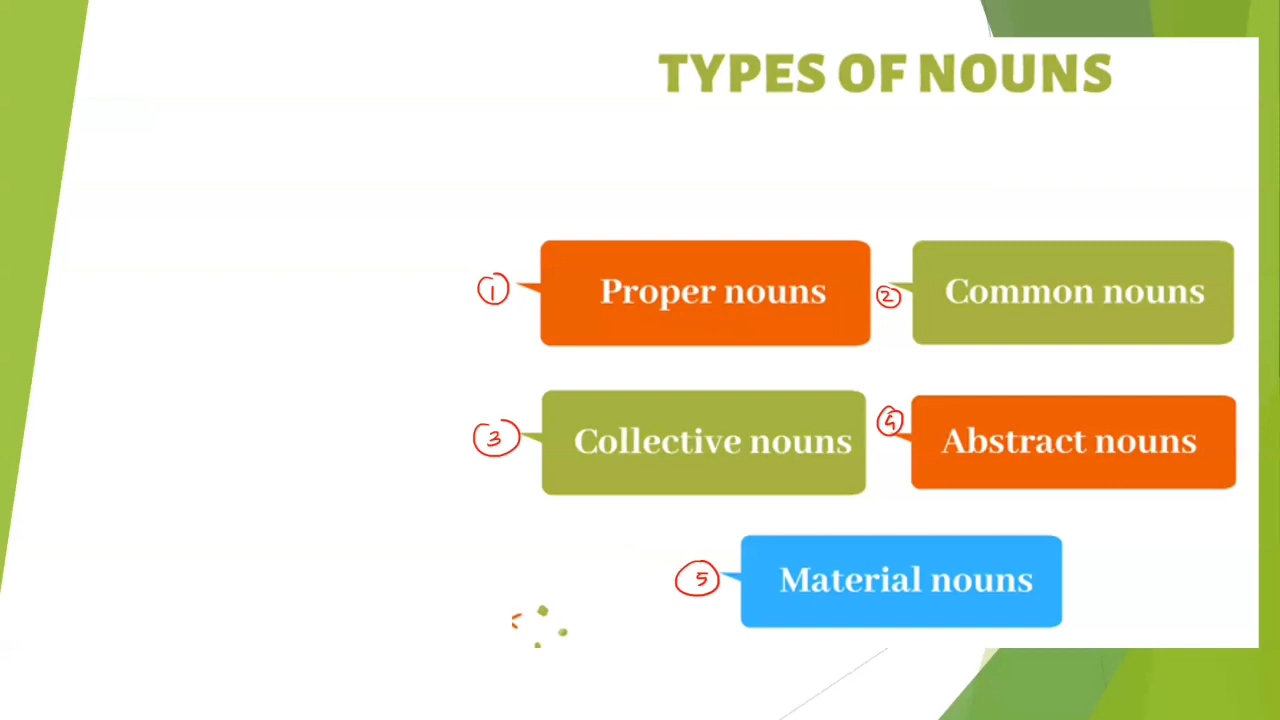 TYPES OF NOUNS
1 Proper nouns
2 Common nouns
3 Collective nouns
4 Abstract nouns
5 Material nouns